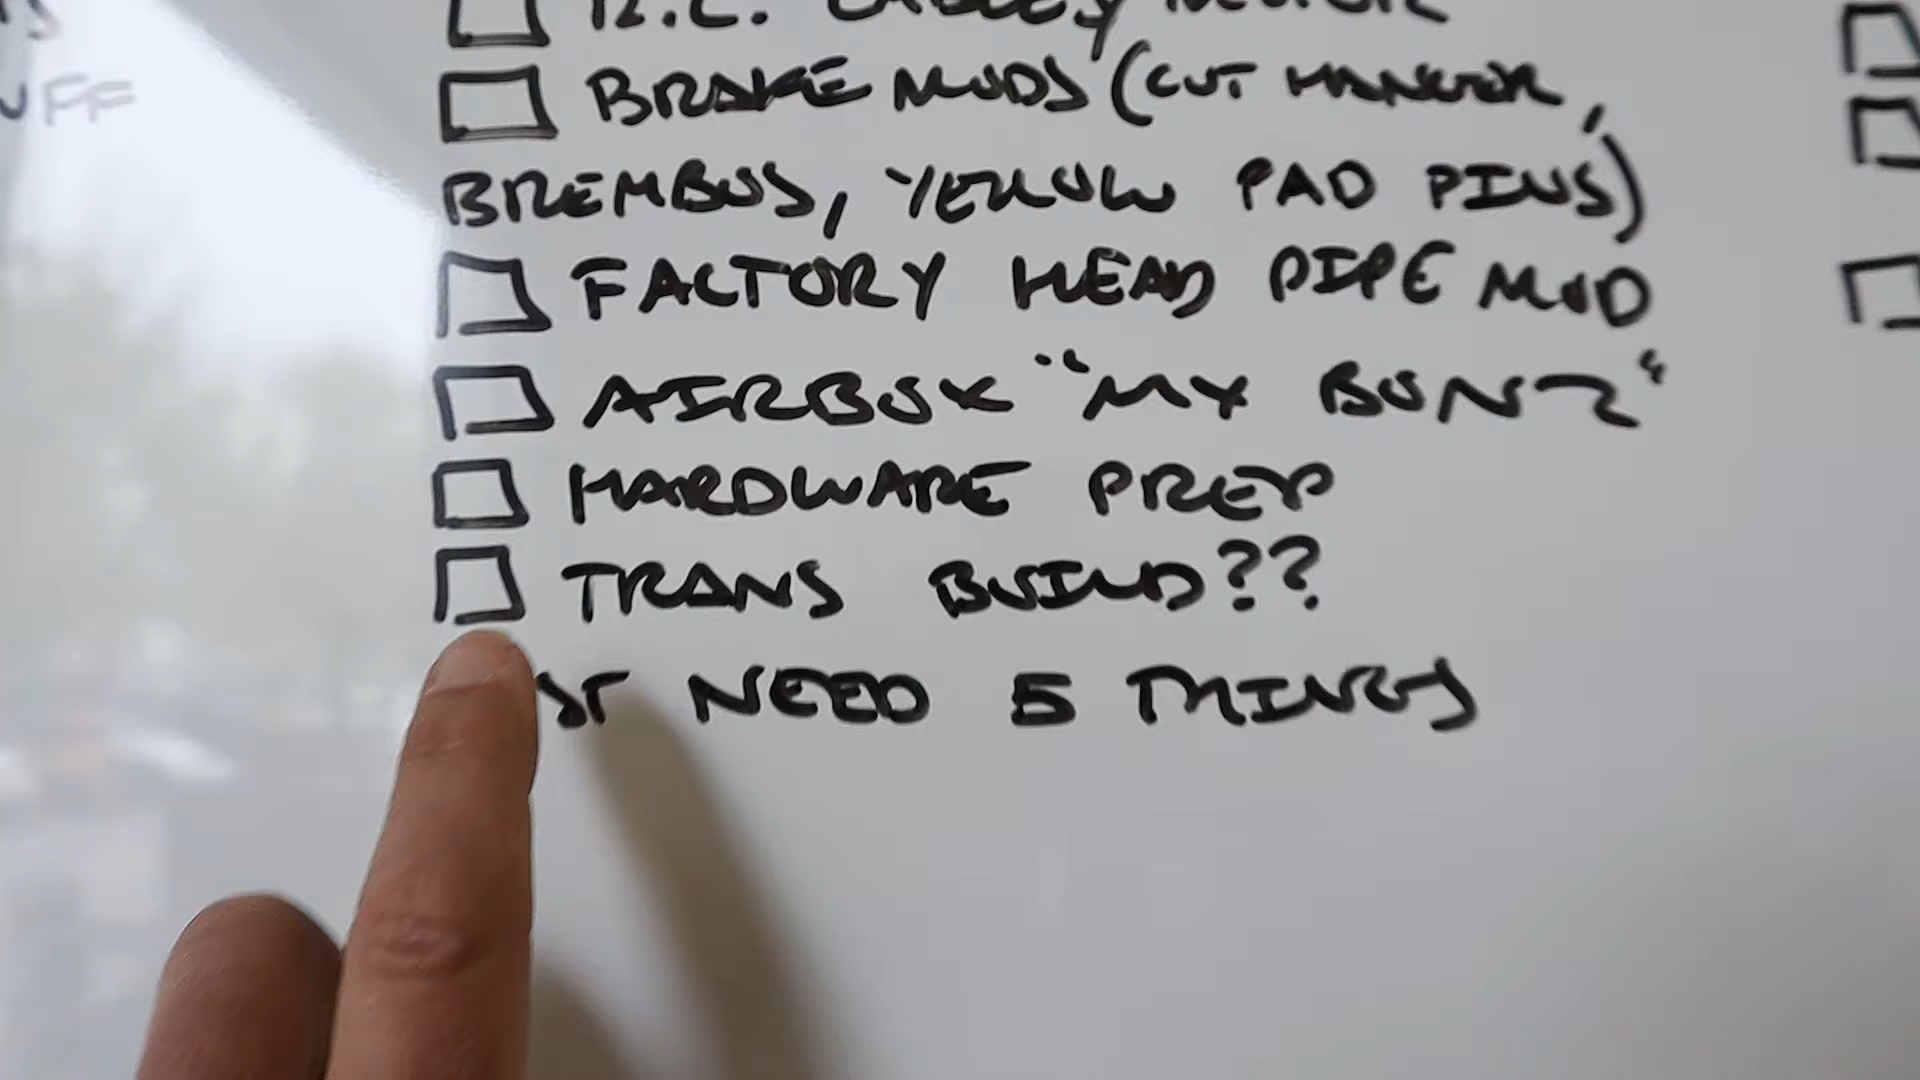 BRAKE MODS (CUT HANGER,
BREMBOS, YELLOW PAD PINS)
FACTORY HEAD PIPE MOD
AIRBOX "MY BONZ"
HARDWARE PREP
TRANS BUILD??
NEED 5 THINGS